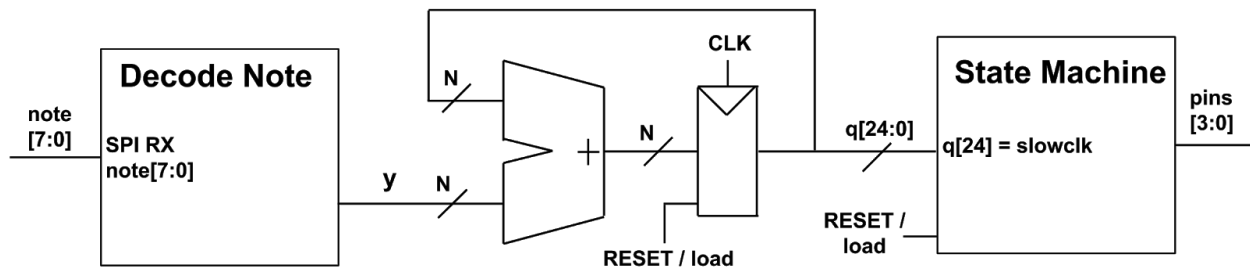 note
[7:0]
Decode Note
SPI RX
note[7:0]
y
N
N
+
N
CLK
RESET / load
q[24:0]
State Machine
q[24] = slowclk
RESET /
load
pins
[3:0]